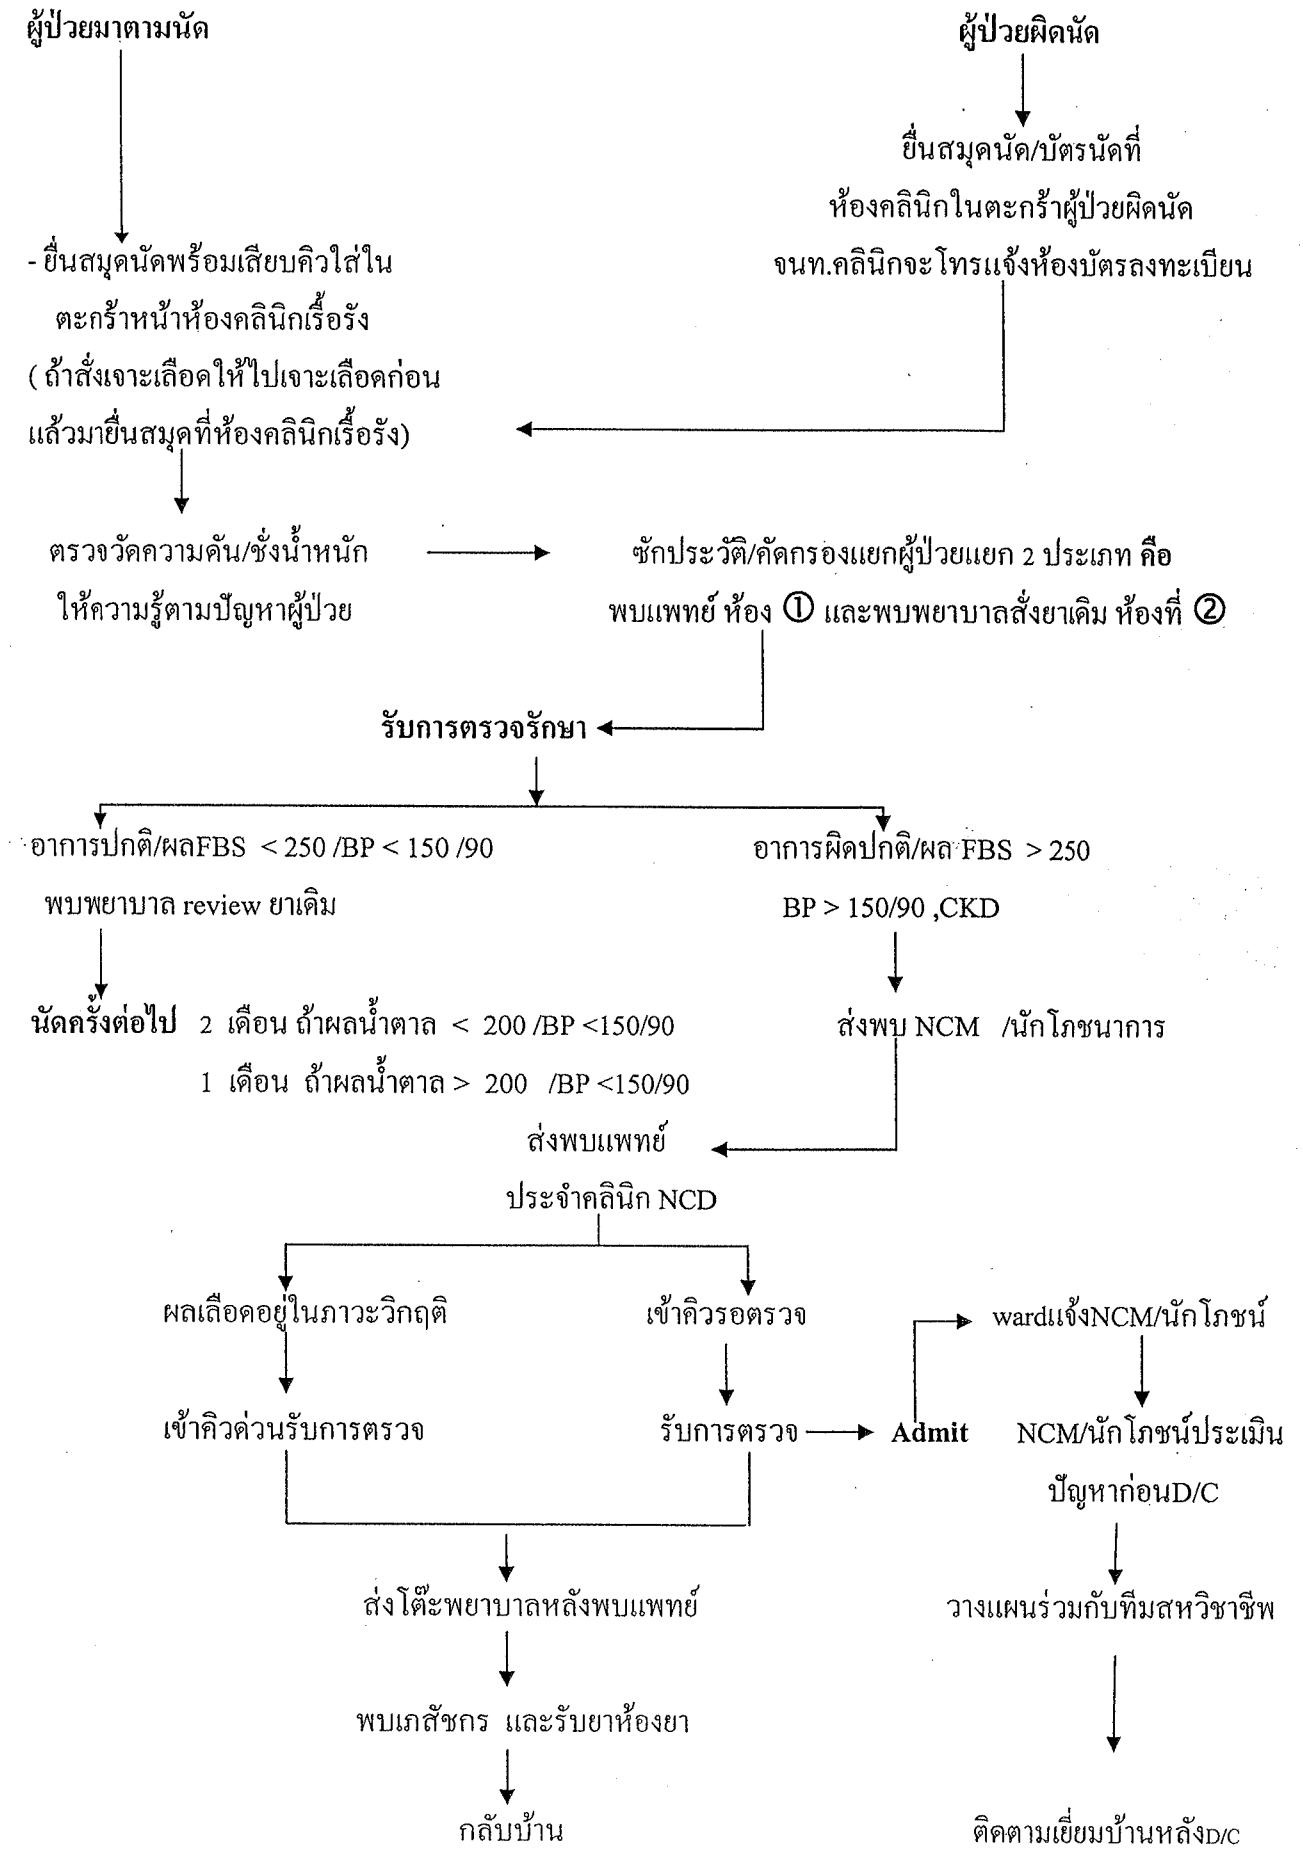 ผู้ป่วยมาตามนัด
ผู้ป่วยผิดนัด
ยื่นสมุดนัด/บัตรนัดที่
ห้องคลินิกในตะกร้าผู้ป่วยผิดนัด
จนท.คลินิกจะโทรแจ้งห้องบัตรลงทะเบียน
- ยื่นสมุดนัดพร้อมเสียบคิวใส่ใน
ตะกร้าหน้าห้องคลินิกเรื้อรัง
( ถ้าสั่งเจาะเลือดให้ไปเจาะเลือดก่อน
แล้วมายื่นสมุดที่ห้องคลินิกเรื้อรัง)
ตรวจวัดความดัน/ชั่งน้ำหนัก
ให้ความรู้ตามปัญหาผู้ป่วย
ซักประวัติ/คัดกรองแยกผู้ป่วยแยก 2 ประเภท คือ
พบแพทย์ ห้อง ① และพบพยาบาลสั่งยาเดิม ห้องที่ ②
รับการตรวจรักษา
อาการปกติ/ผลFBS < 250 /BP < 150 /90
พบพยาบาล review ยาเดิม
อาการผิดปกติ/ผล FBS > 250
BP > 150/90 ,CKD
นัดครั้งต่อไป 2 เดือน ถ้าผลน้ำตาล < 200 /BP <150/90
1 เดือน ถ้าผลน้ำตาล > 200 /BP <150/90
ส่งพบ NCM /นักโภชนาการ
ส่งพบแพทย์
ประจำคลินิก NCD
ผลเลือดอยู่ในภาวะวิกฤติ
เข้าคิวรอตรวจ
wardแจ้งNCM/นักโภชน์
เข้าคิวด่วนรับการตรวจ
รับการตรวจ
Admit
NCM/นักโภชน์ประเมิน
ปัญหาก่อนD/C
ส่งโต๊ะพยาบาลหลังพบแพทย์
วางแผนร่วมกับทีมสหวิชาชีพ
พบเภสัชกร และรับยาห้องยา
กลับบ้าน
ติดตามเยี่ยมบ้านหลังD/C